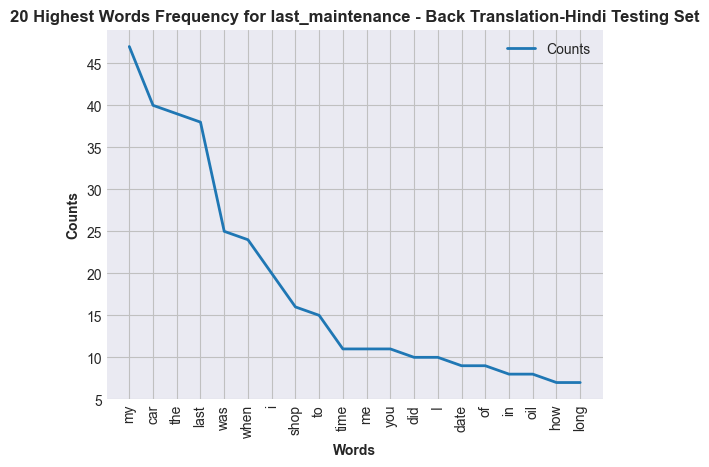 20 Highest Words Frequency for last_maintenance - Back Translation-Hindi Testing Set
Counts
45
40
35
30
25
20
15
10
5
Counts
my
car
the
last
was
when
i
shop
to
time
me
you
did
I
date
of
in
oil
how
long
Words